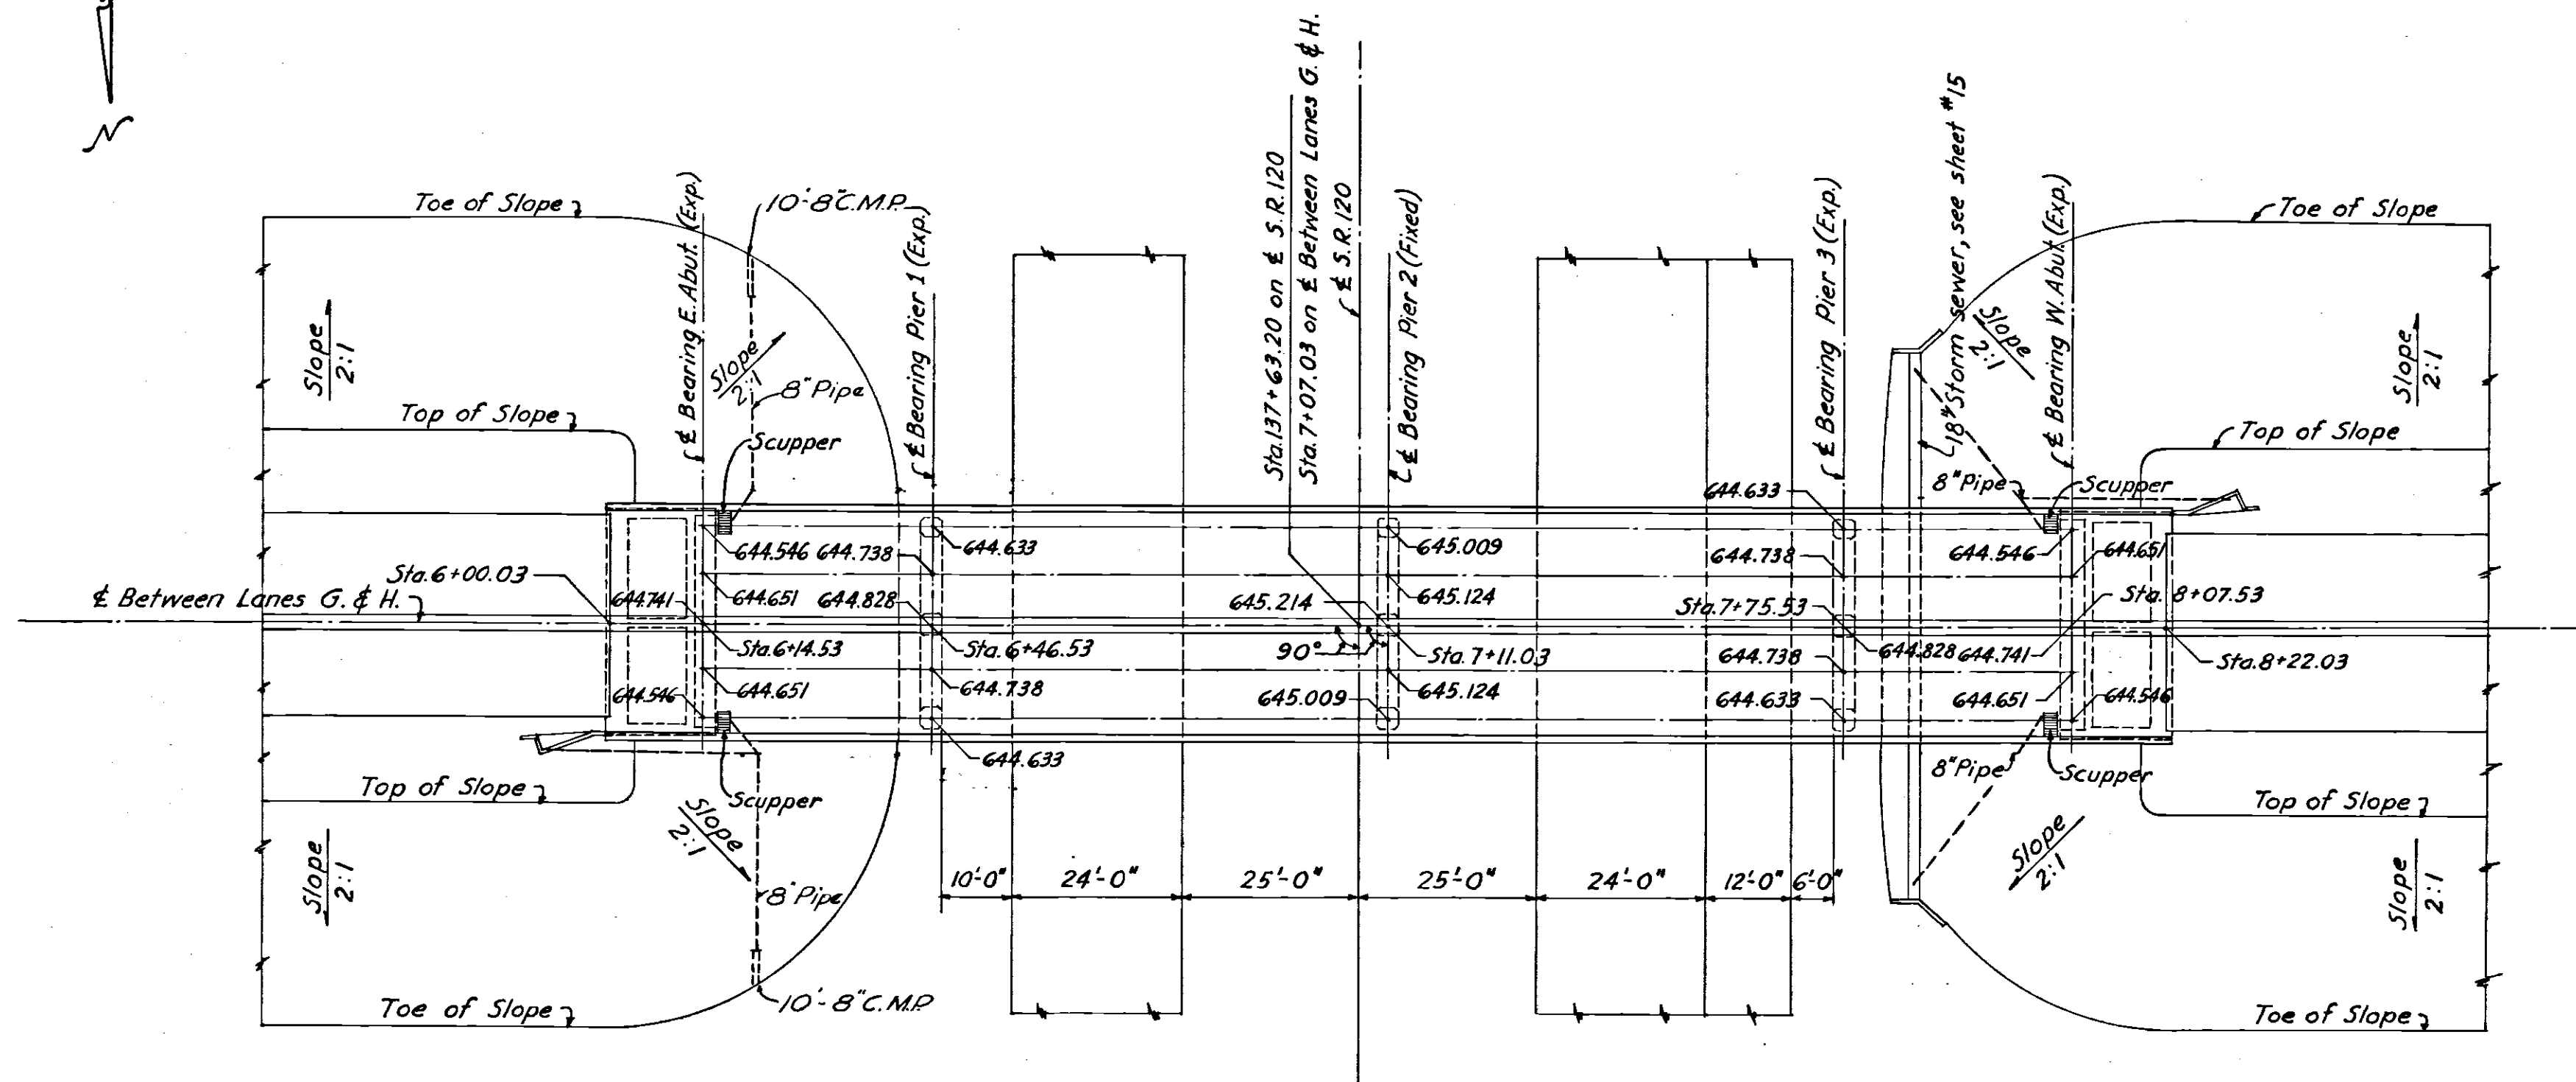 N
Toe of Slope
Slope
2:1
Top of Slope
℄ Bearing E. Abut. (Exp.)
10'-8" C.M.P.
Slope
2:1
8" Pipe
Scupper
℄ Bearing Pier 1 (Exp.)
Sta. 137+63.20 on ℄ S.R. 120
Sta. 7+07.03 on ℄ Between Lanes G. & H.
℄ S.R. 120
℄ Bearing Pier 2 (Fixed)
℄ Bearing Pier 3 (Exp.)
18" Storm sewer, see sheet #15
Slope
2:1
℄ Bearing W. Abut. (Exp.)
Toe of Slope
Slope
2:1
Top of Slope
8" Pipe
Scupper
644.633
644.546 644.738
644.633
645.009
644.738
644.546
644.651
℄ Between Lanes G. & H.
Sta. 6+00.03
644.741
644.651
644.828
645.214
645.124
Sta. 7+75.53
Sta. 8+07.53
Sta. 6+14.53
Sta. 6+46.53
90°
Sta. 7+11.03
644.738
644.828
644.741
Sta. 8+22.03
644.546
644.651
644.738
645.009
645.124
644.633
644.651
644.546
644.633
Top of Slope
Scupper
Slope
2:1
8" Pipe
Scupper
Top of Slope
Slope
2:1
Slope
2:1
8" Pipe
10'-0"
24'-0"
25'-0"
25'-0"
24'-0"
12'-0"
6'-0"
Slope
2:1
Toe of Slope
10'-8" C.M.P.
Toe of Slope